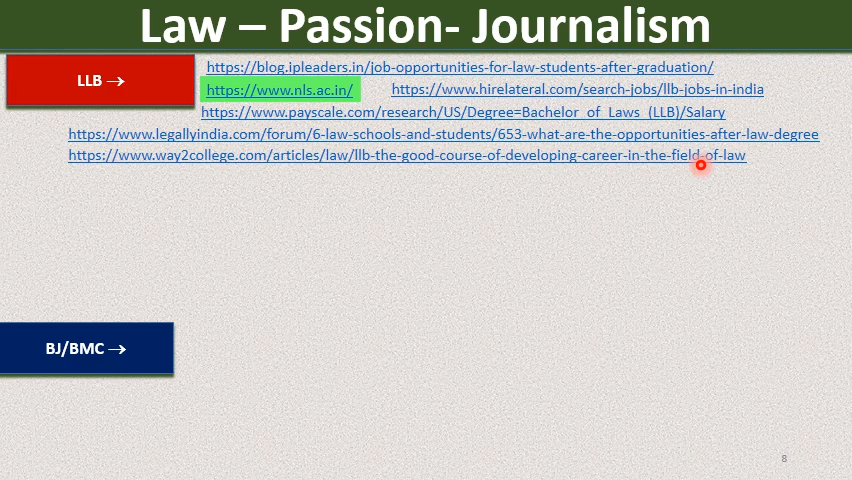 Law – Passion- Journalism
LLB →
https://blog.ipleaders.in/job-opportunities-for-law-students-after-graduation/
https://www.nls.ac.in/ https://www.hirelateral.com/search-jobs/llb-jobs-in-india
https://www.payscale.com/research/US/Degree=Bachelor_of_Laws_(LLB)/Salary
https://www.legallyindia.com/forum/6-law-schools-and-students/653-what-are-the-opportunities-after-law-degree
https://www.way2college.com/articles/law/llb-the-good-course-of-developing-career-in-the-field-of-law
BJ/BMC →
8